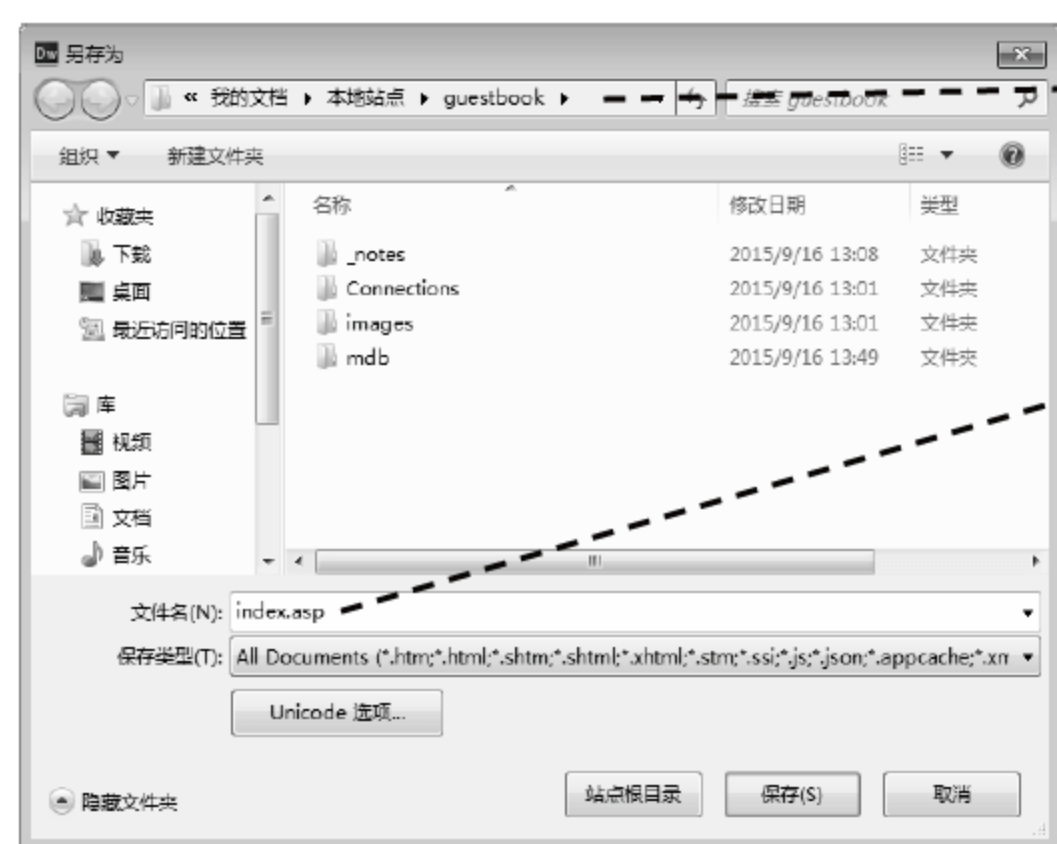 Dw 另存为
« 我的文档 ▸ 本地站点 ▸ guestbook ▸ 搜索 guestbook
组织 ▼ 新建文件夹
名称 修改日期 类型
收藏夹
下载
桌面
最近访问的位置
_notes 2015/9/16 13:08 文件夹
Connections 2015/9/16 13:01 文件夹
images 2015/9/16 13:01 文件夹
mdb 2015/9/16 13:49 文件夹
库
视频
图片
文档
音乐
文件名(N): index.asp
保存类型(T): All Documents (*.htm;*.html;*.shtm;*.shtml;*.xhtml;*.stm;*.ssi;*.js;*.json;*.appcache;*.xm
Unicode 选项...
隐藏文件夹 站点根目录 保存(S) 取消